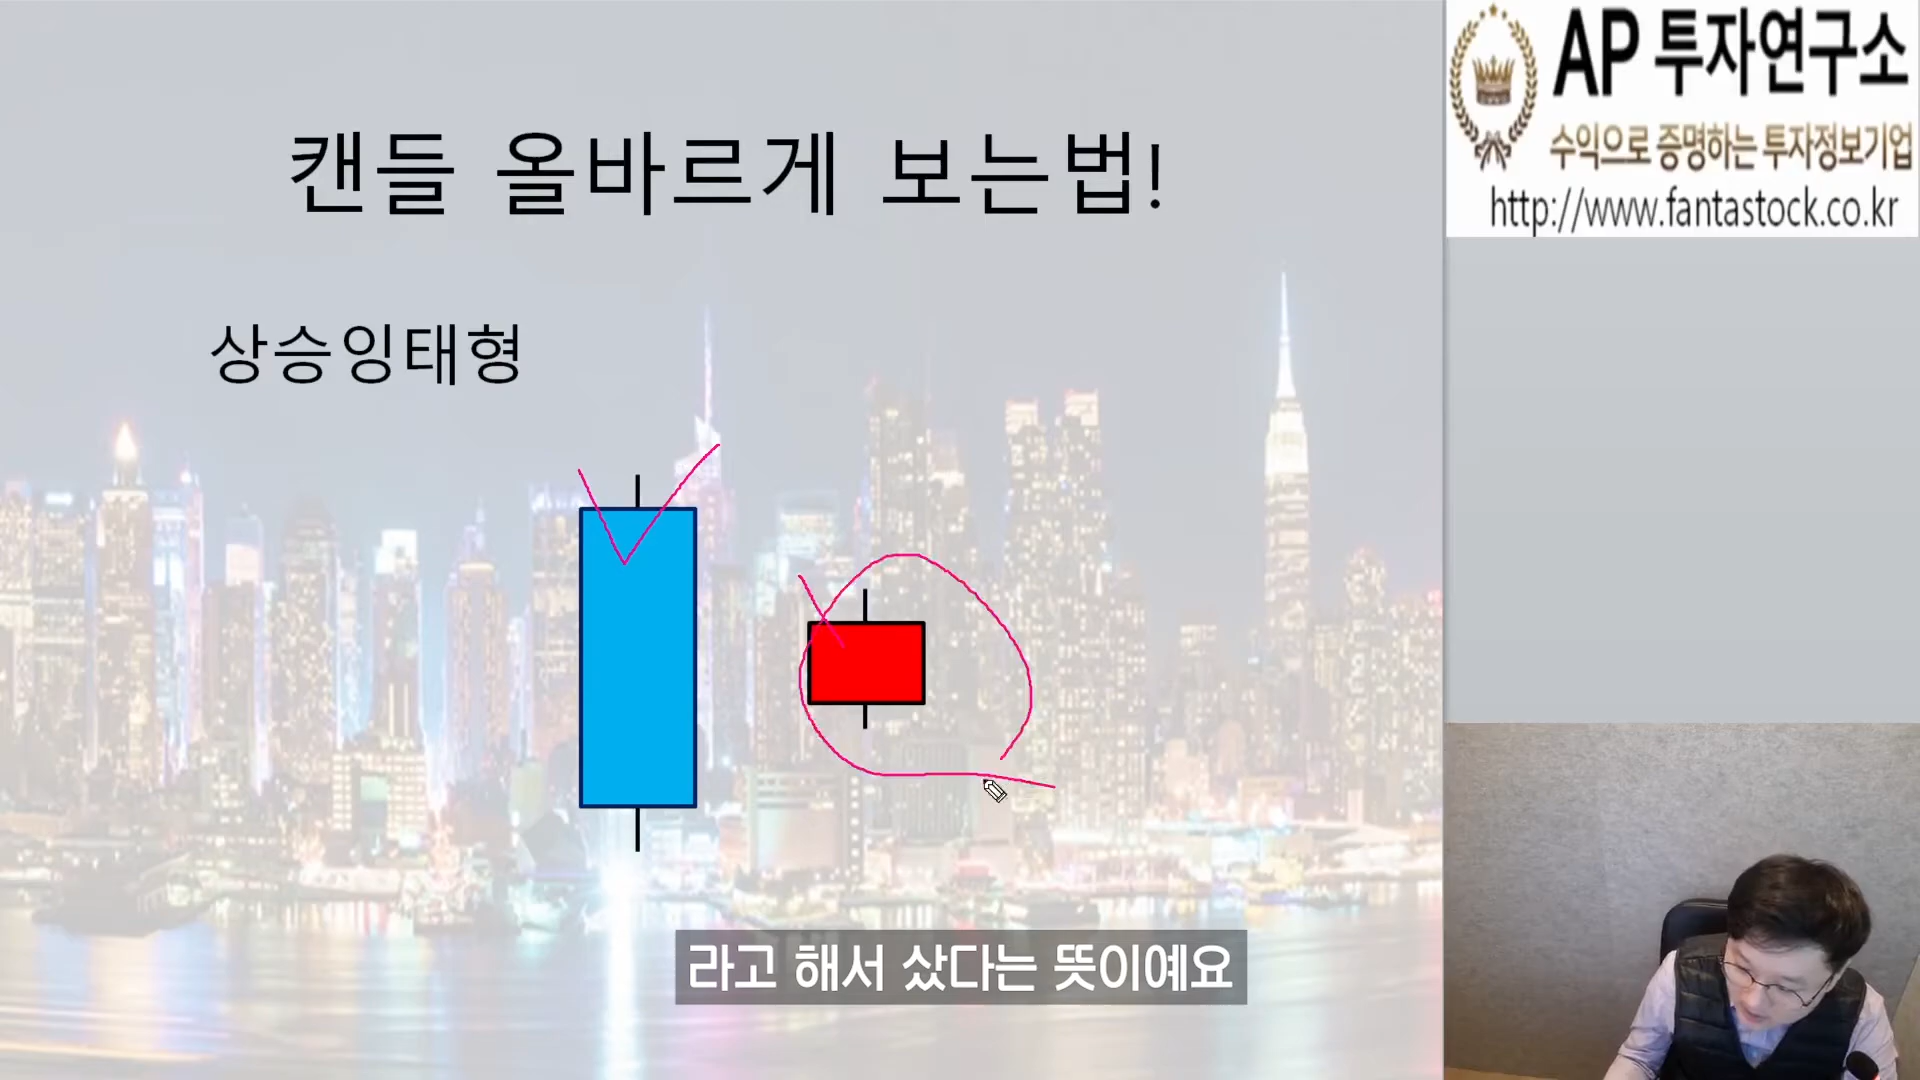 캔들 올바르게 보는법!
상승잉태형
라고 해서 샀다는 뜻이예요
AP 투자연구소
수익으로 증명하는 투자정보기업
http://www.fantastock.co.kr